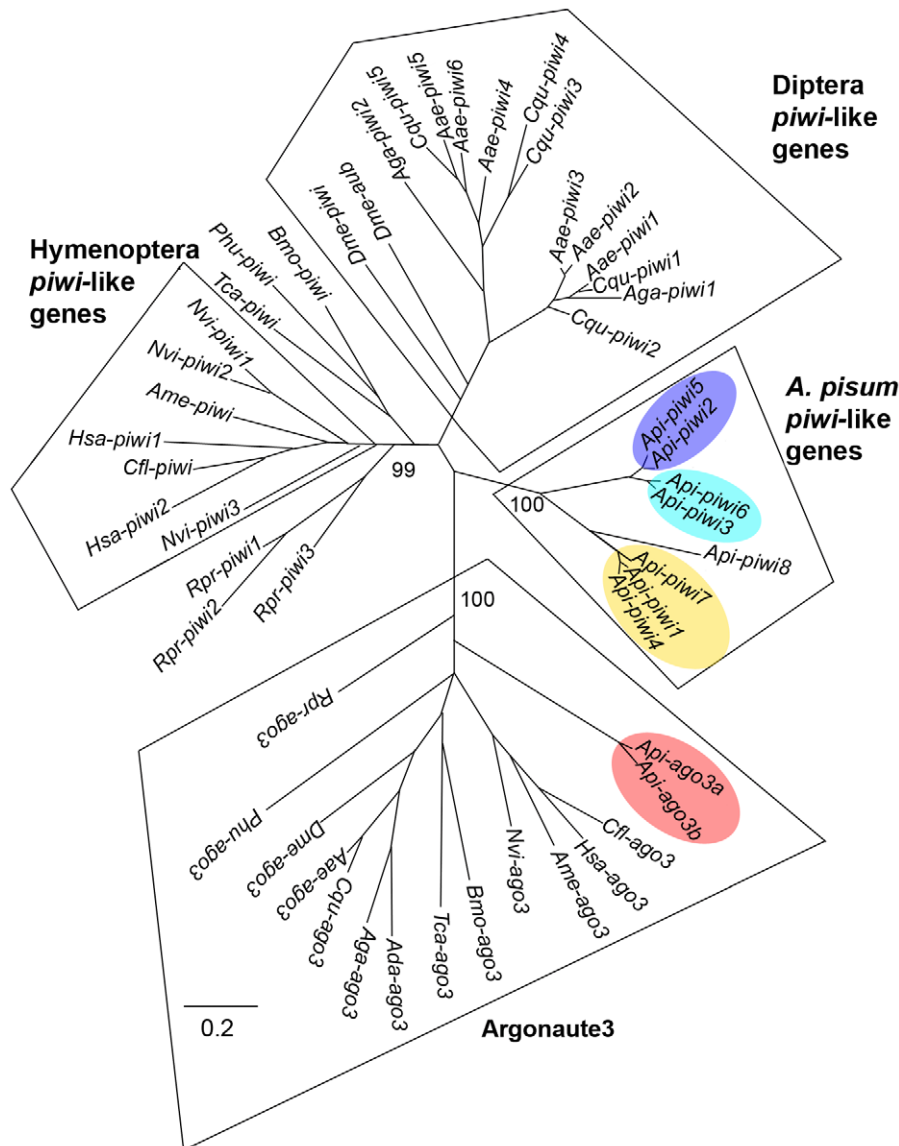 Diptera
piwi-like
genes
Aga-piwi2
Cqu-piwi5
Aae-piwi5
Aae-piwi6
Aae-piwi4
Cqu-piwi4
Cqu-piwi3
Aae-piwi3
Aae-piwi2
Aae-piwi1
Cqu-piwi1
Aga-piwi1
Cqu-piwi2
Dme-aub
Dme-piwi
Bmo-piwi
Phu-piwi
Tca-piwi
Hymenoptera
piwi-like
genes
Nvi-piwi1
Nvi-piwi2
Ame-piwi
Hsa-piwi1
Cfl-piwi
Hsa-piwi2
Nvi-piwi3
Rpr-piwi1
Rpr-piwi2
Rpr-piwi3
99
A. pisum
piwi-like
genes
Api-piwi5
Api-piwi2
Api-piwi6
Api-piwi3
Api-piwi8
Api-piwi7
Api-piwi1
Api-piwi4
100
100
Rpr-ago3
Phu-ago3
Dme-ago3
Aae-ago3
Cqu-ago3
Aga-ago3
Ada-ago3
Tca-ago3
Bmo-ago3
Nvi-ago3
Ame-ago3
Hsa-ago3
Cfl-ago3
Api-ago3a
Api-ago3b
0.2
Argonaute3